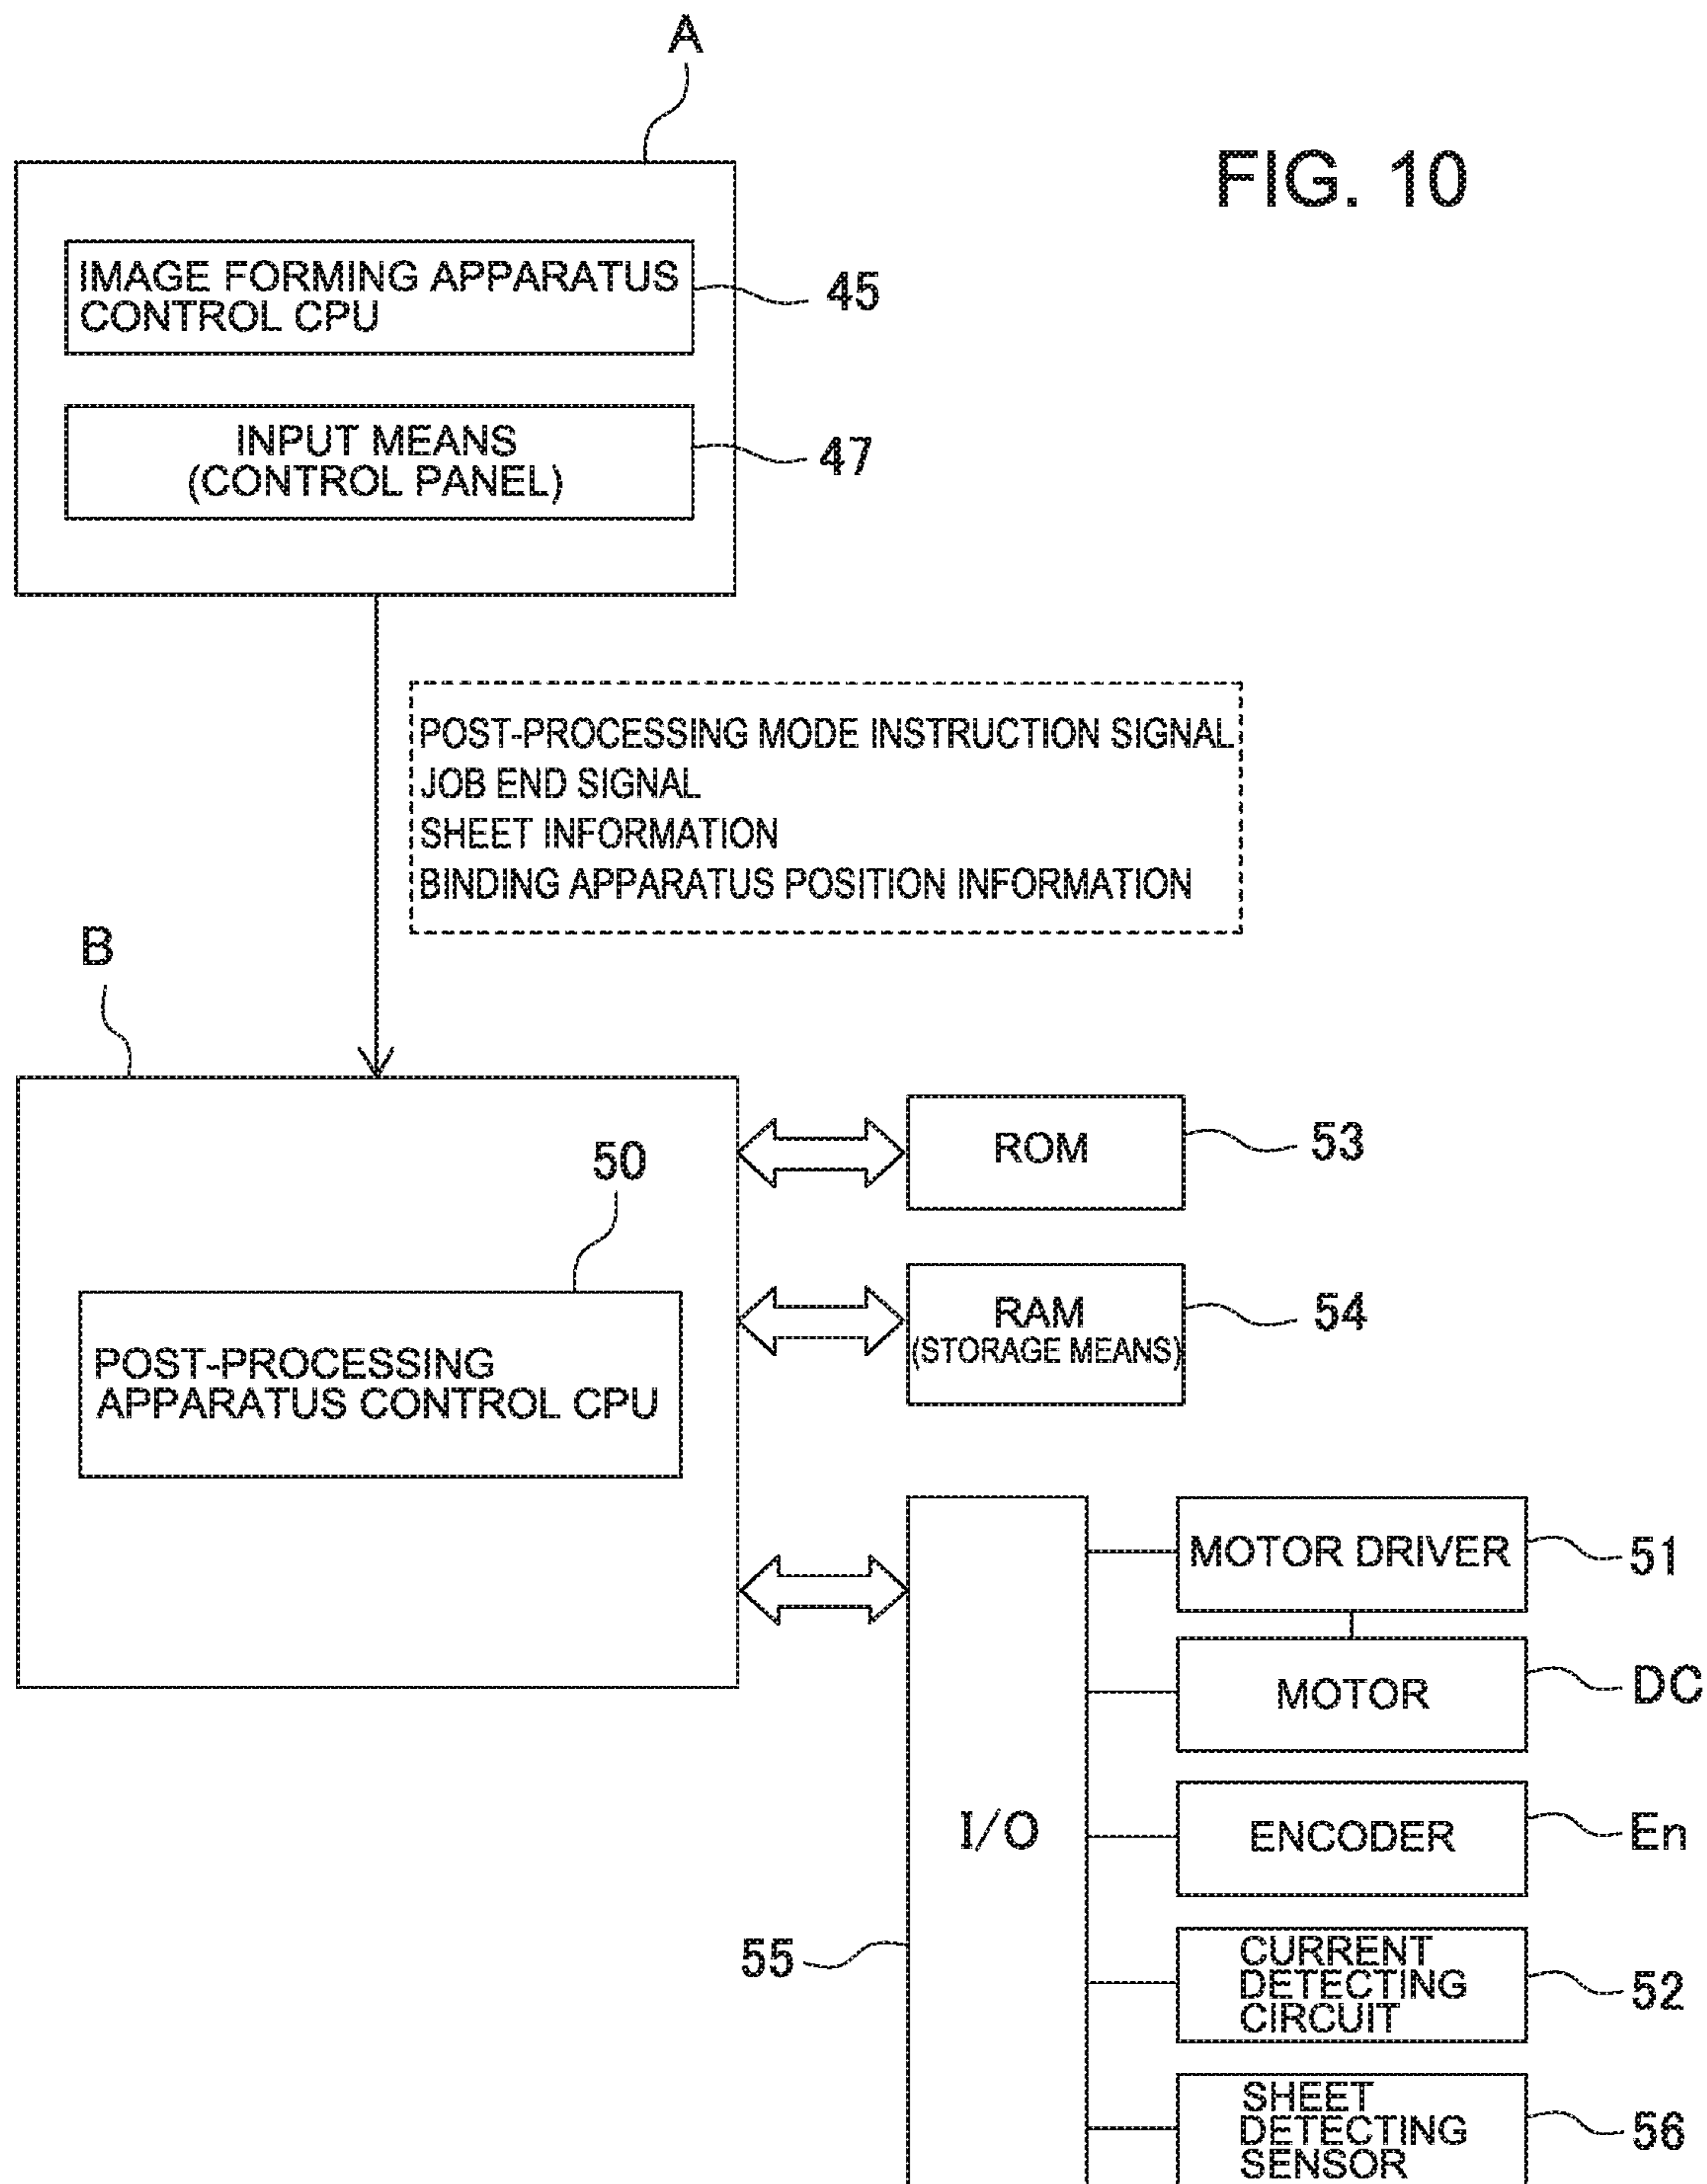 A
FIG. 10
IMAGE FORMING APPARATUS
CONTROL CPU
45
INPUT MEANS
(CONTROL PANEL)
47
POST-PROCESSING MODE INSTRUCTION SIGNAL
JOB END SIGNAL
SHEET INFORMATION
BINDING APPARATUS POSITION INFORMATION
B
50
POST-PROCESSING
APPARATUS CONTROL CPU
ROM
53
RAM
(STORAGE MEANS)
54
I/O
55
MOTOR DRIVER
51
MOTOR
DC
ENCODER
En
CURRENT
DETECTING
CIRCUIT
52
SHEET
DETECTING
SENSOR
56